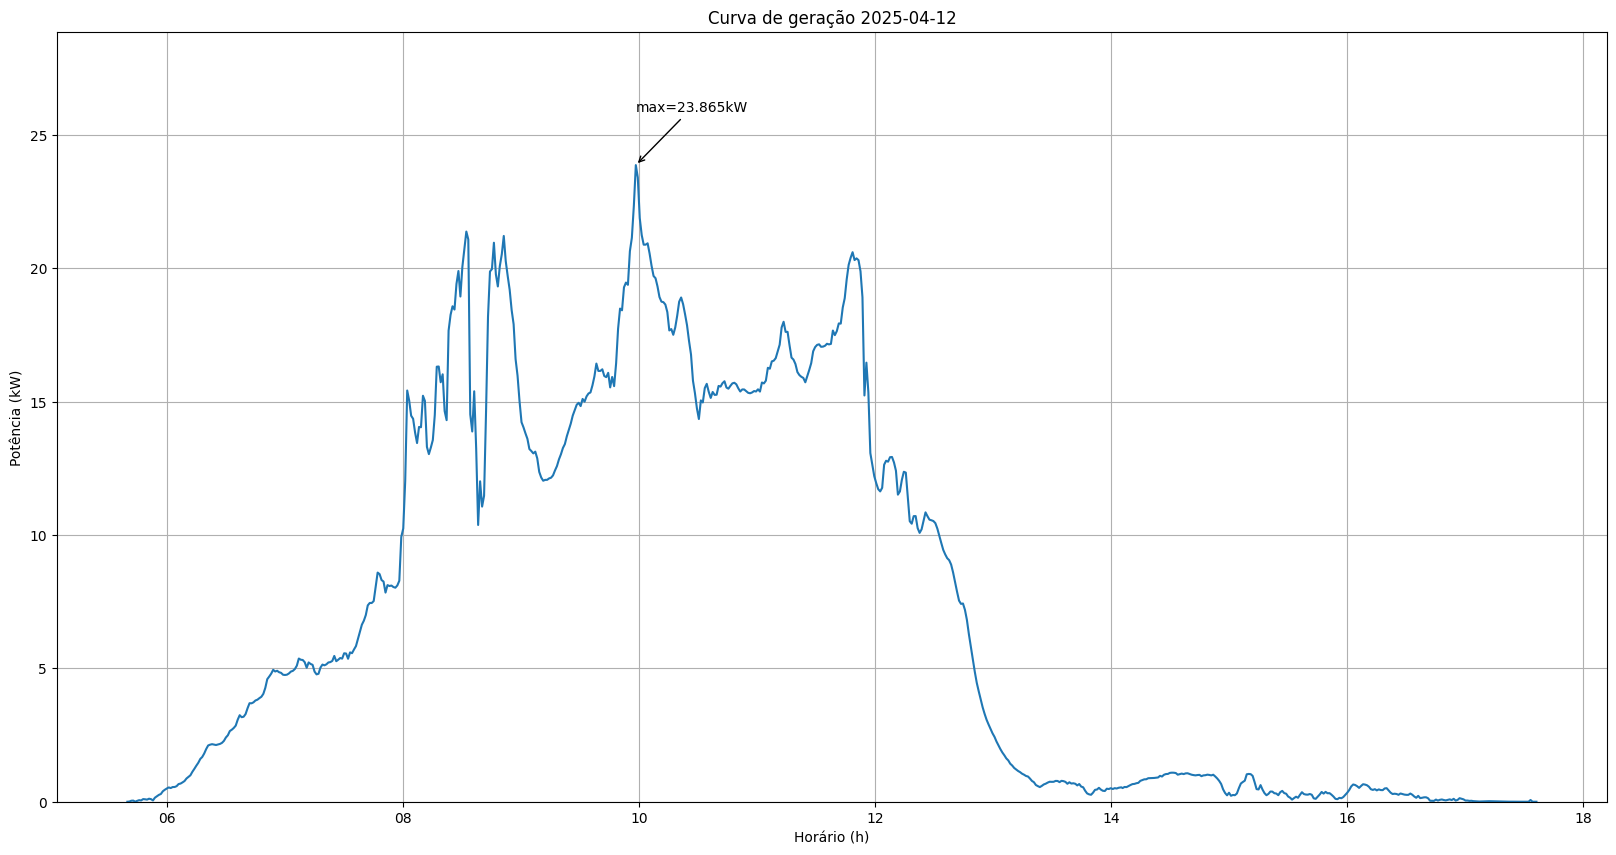 Curva de geração 2025-04-12
max=23.865kW
25
20
15
10
5
0
Potência (kW)
06 08 10 12 14 16 18
Horário (h)